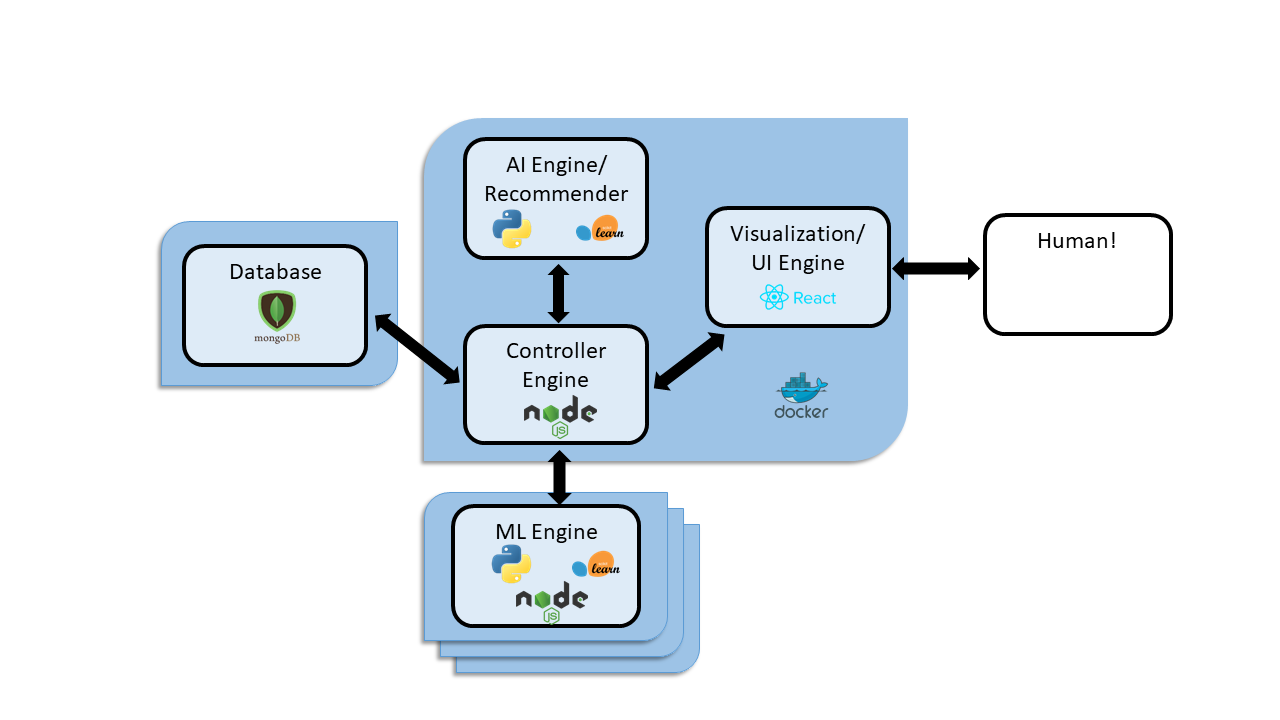 AI Engine/
Recommender
learn
Visualization/
UI Engine
React
Human!
Database
mongoDB
Controller
Engine
node
JS
docker
ML Engine
learn
node
JS